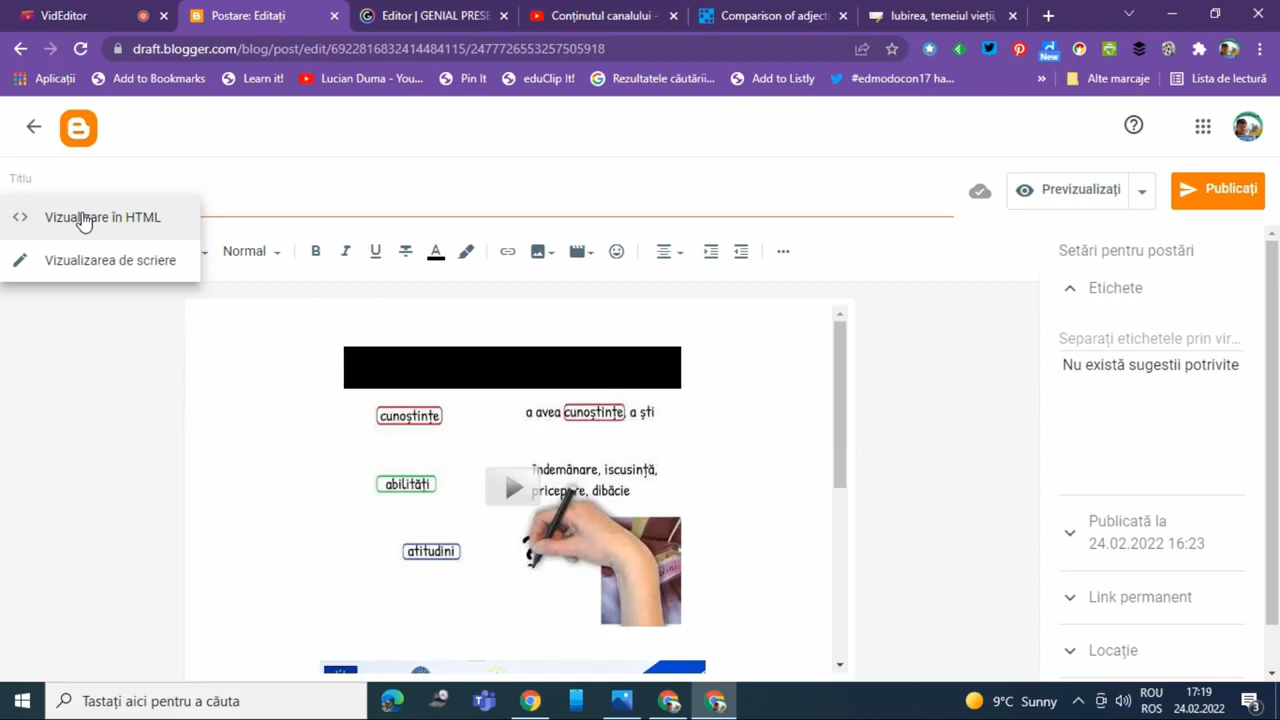 VidEditor
Postare: Editați
Editor | GENIAL PRESE
Conținutul canalului -
Comparison of adjecti
Iubirea, temeiul vieții,
draft.blogger.com/blog/post/edit/6922816832414484115/2477726553257505918
New
Aplicații
Add to Bookmarks
Learn it!
Lucian Duma - You...
Pin It
eduClip It!
Rezultatele căutării...
Add to Listly
#edmodocon17 ha...
»
Alte marcaje
Lista de lectură
Titlu
Previzualizați
Publicați
Vizualizare în HTML
Vizualizarea de scriere
Normal
B I U S A
Setări pentru postări
Etichete
Separați etichetele prin vir...
Nu există sugestii potrivite
Publicată la
24.02.2022 16:23
Link permanent
Locație
cunoștințe
a avea cunoștințe, a ști
abilități
îndemânare, iscusință,
pricepere, dibăcie
atitudini
Tastați aici pentru a căuta
9°C Sunny
ROU
ROS
17:19
24.02.2022
3